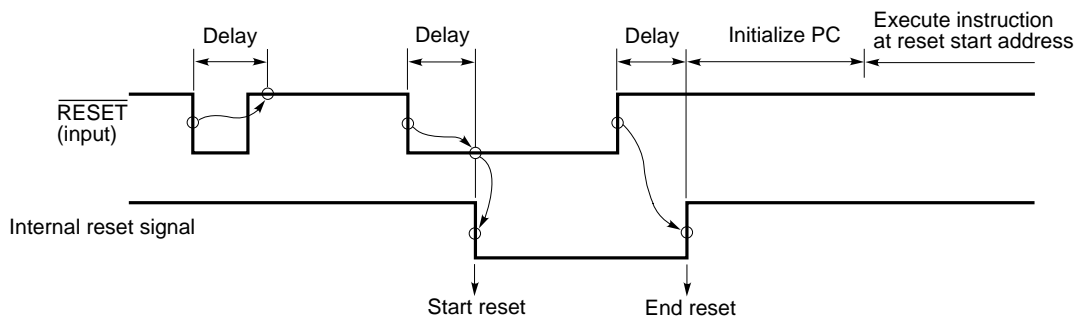 Delay
Delay
Delay
Initialize PC
Execute instruction
at reset start address
RESET
(input)
Internal reset signal
Start reset
End reset